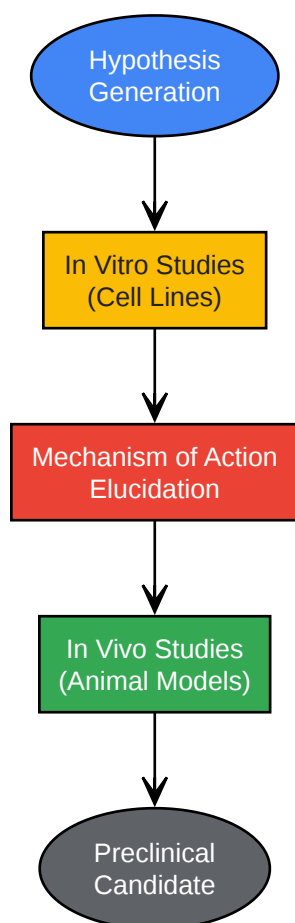 Hypothesis
Generation
In Vitro Studies
(Cell Lines)
Mechanism of Action
Elucidation
In Vivo Studies
(Animal Models)
Preclinical
Candidate